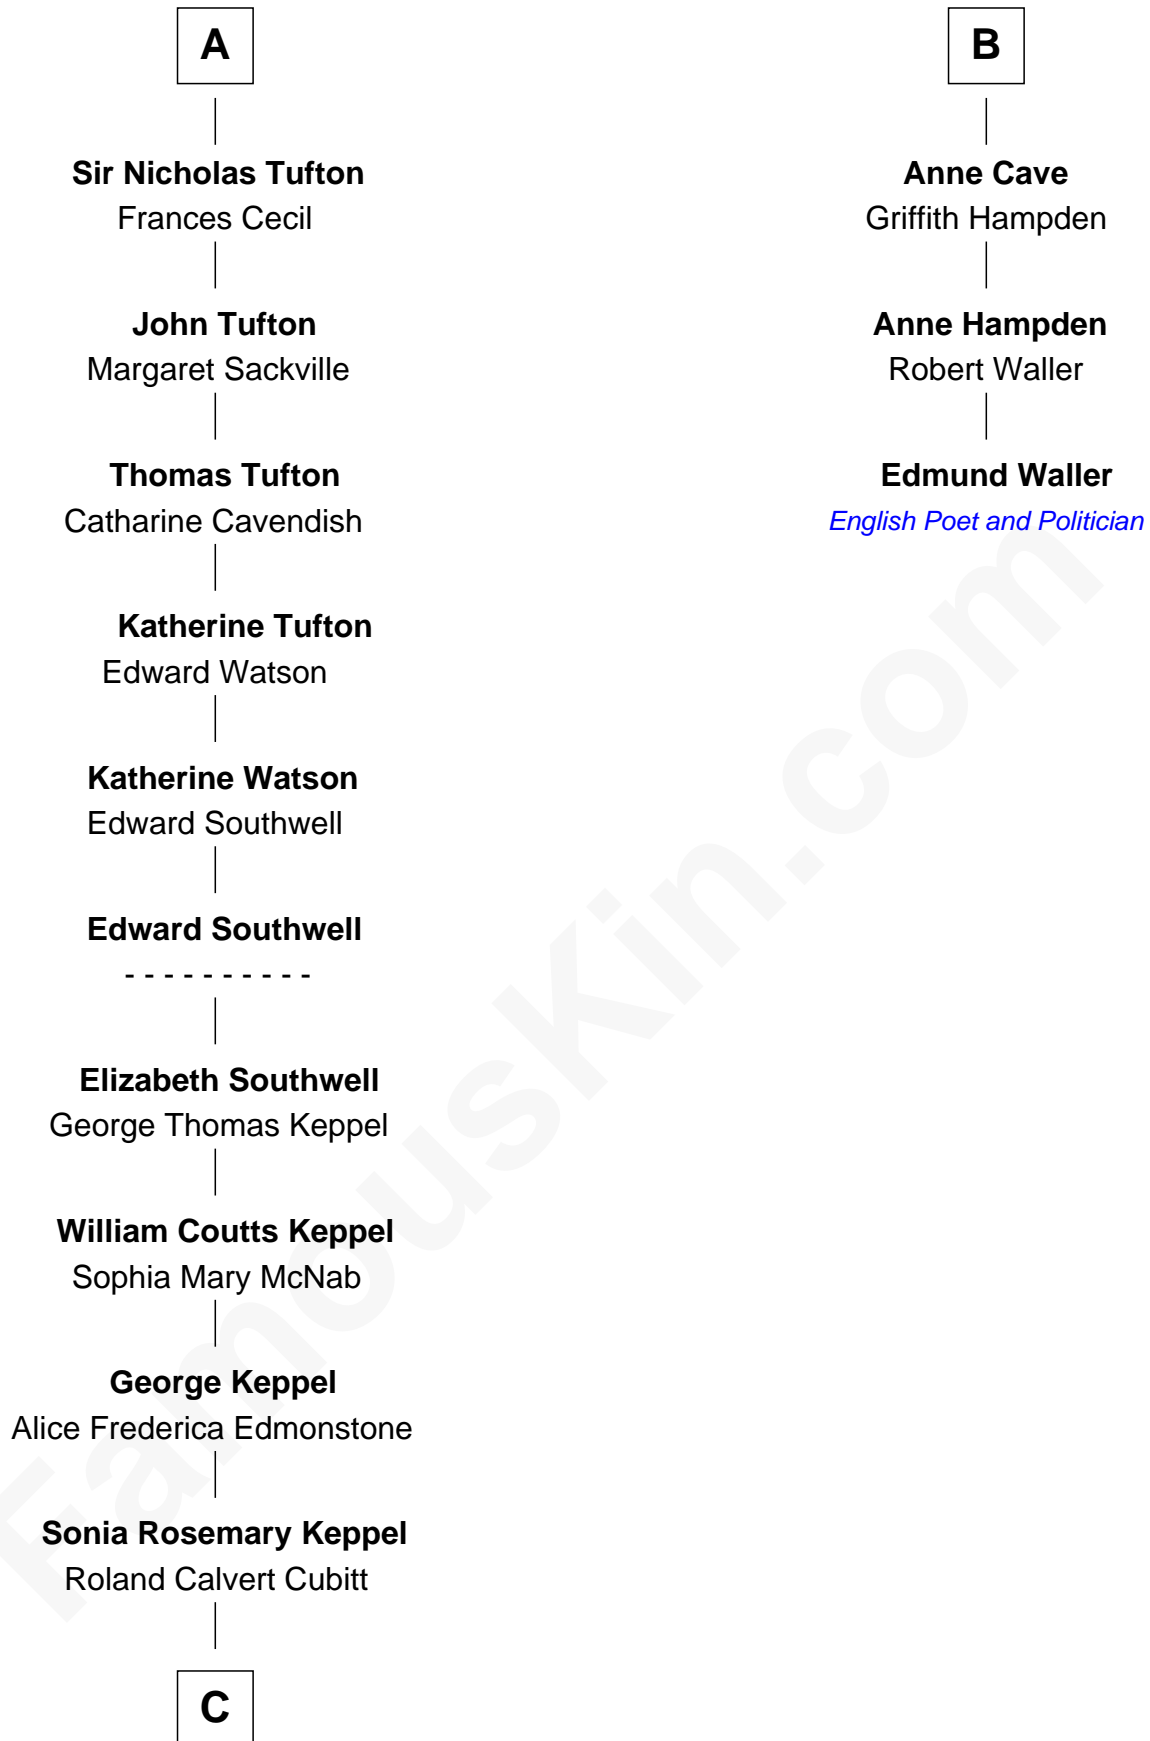 A
Sir Nicholas Tufton
Frances Cecil
John Tufton
Margaret Sackville
Thomas Tufton
Catharine Cavendish
Katherine Tufton
Edward Watson
Katherine Watson
Edward Southwell
Edward Southwell
- - - - - - - - - -
Elizabeth Southwell
George Thomas Keppel
William Coutts Keppel
Sophia Mary McNab
George Keppel
Alice Frederica Edmonstone
Sonia Rosemary Keppel
Roland Calvert Cubitt
C
B
Anne Cave
Griffith Hampden
Anne Hampden
Robert Waller
Edmund Waller
English Poet and Politician
FamousKin.com